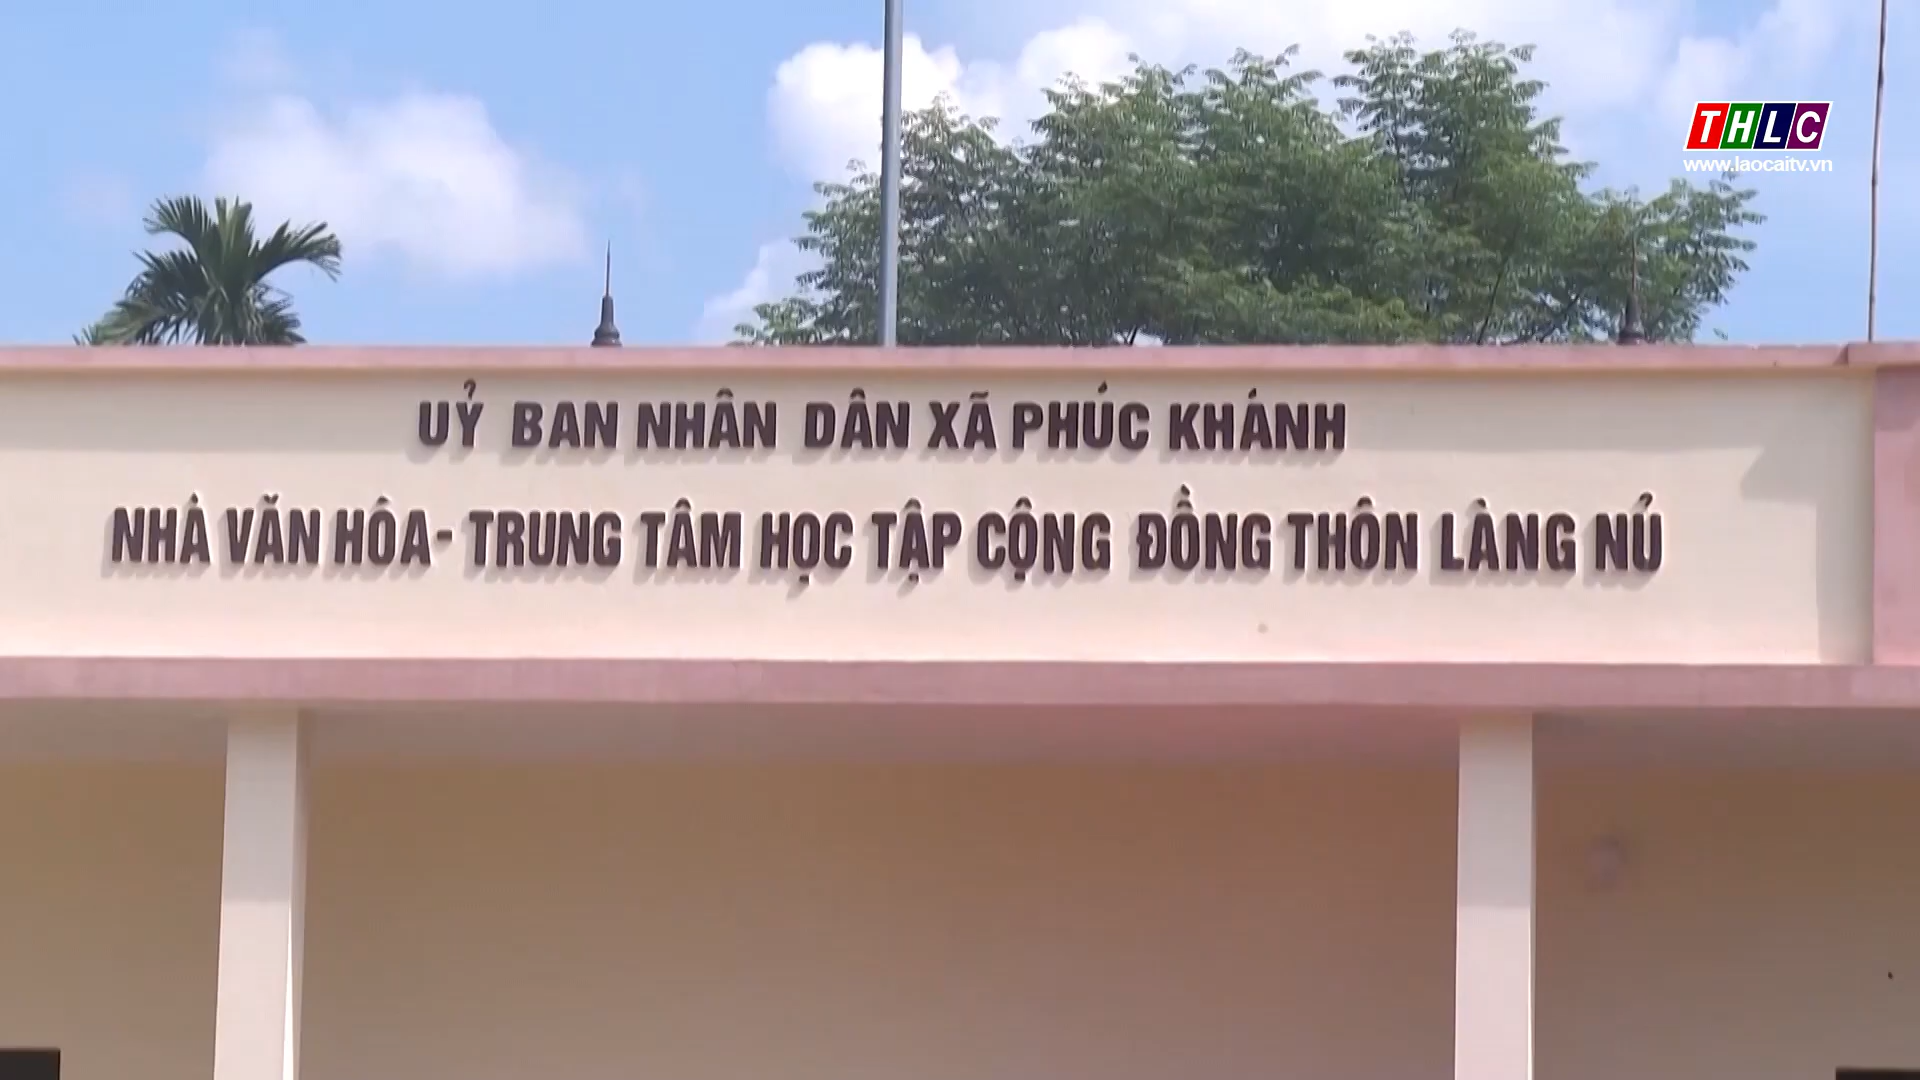 THLC
www.laocaitv.vn
UỶ BAN NHÂN DÂN XÃ PHÚC KHÁNH
NHÀ VĂN HÓA - TRUNG TÂM HỌC TẬP CỘNG ĐỒNG THÔN LÀNG NỦ